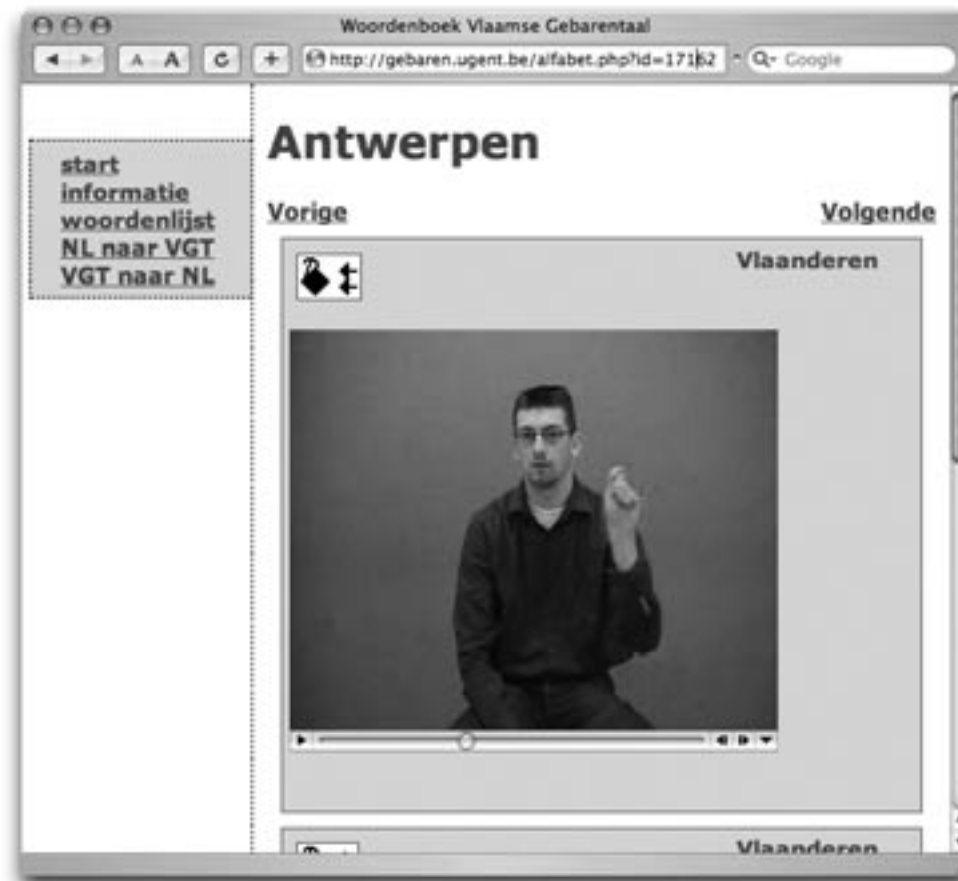 Woordenboek Vlaamse Gebarentaal
A A C + http://gebaren.ugent.be/alfabet.php?id=17162 Google
Antwerpen
start
informatie
woordenlijst
NL naar VGT
VGT naar NL
Vorige Volgende
Vlaanderen
Vlaanderen